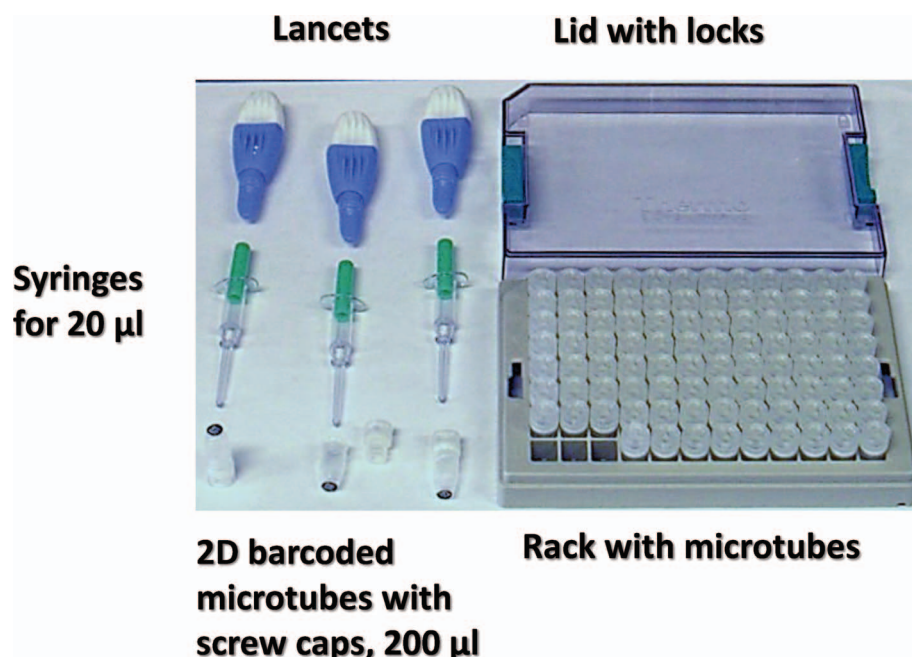 Lancets
Lid with locks
Thermo
Syringes
for 20 µl
2D barcoded
microtubes with
screw caps, 200 µl
Rack with microtubes